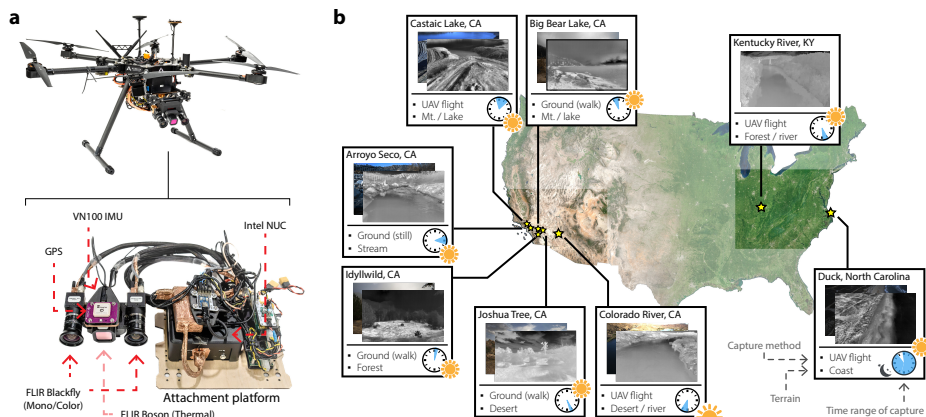 a
VN100 IMU
GPS
Intel NUC
FLIR Blackfly
(Mono/Color)
Attachment platform
FLIR Boson (Thermal)
b
Castaic Lake, CA
▪ UAV flight
▪ Mt. / Lake
Big Bear Lake, CA
▪ Ground (walk)
▪ Mt. / lake
Kentucky River, KY
▪ UAV flight
▪ Forest / river
Arroyo Seco, CA
▪ Ground (still)
▪ Stream
Idyllwild, CA
▪ Ground (walk)
▪ Forest
Joshua Tree, CA
▪ Ground (walk)
▪ Desert
Colorado River, CA
▪ UAV flight
▪ Desert / river
Duck, North Carolina
▪ UAV flight
▪ Coast
Capture method
Terrain
Time range of capture